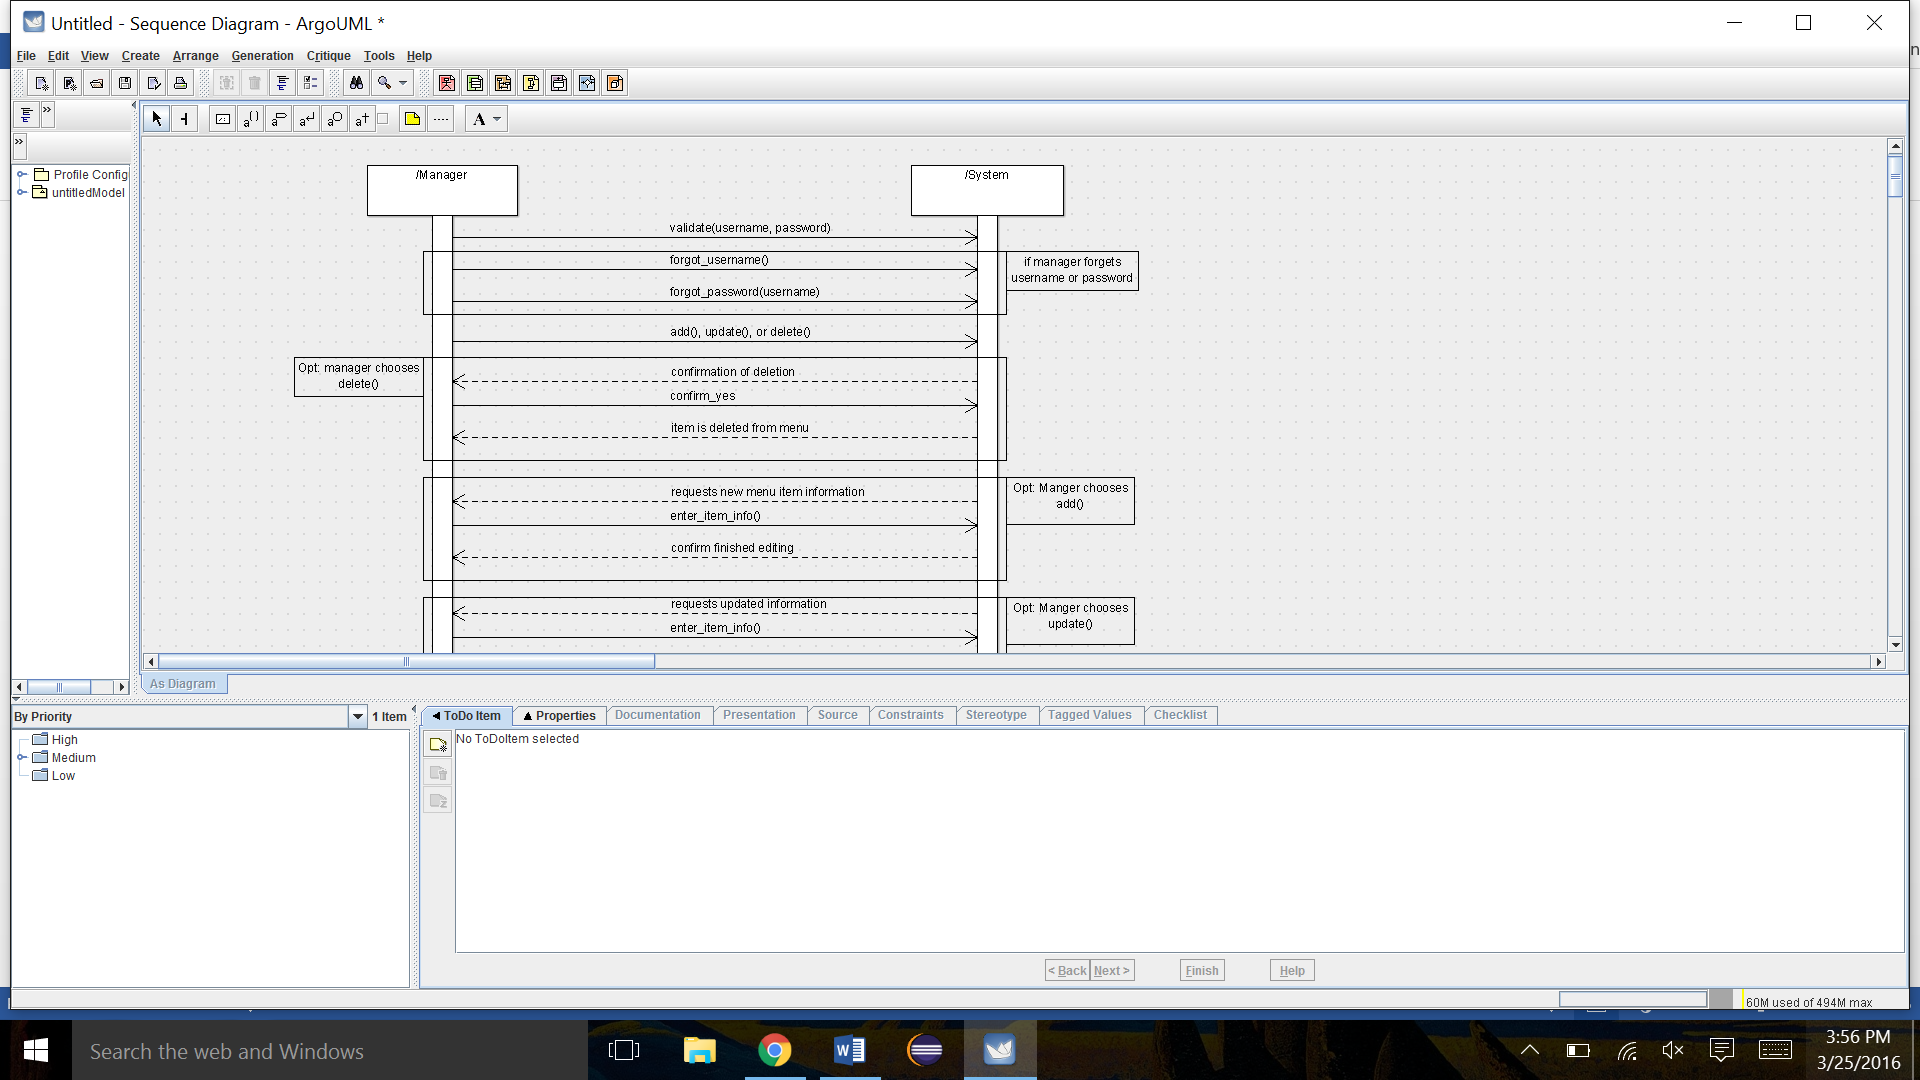 Untitled - Sequence Diagram - ArgoUML *
File Edit View Create Arrange Generation Critique Tools Help
Profile Config
untitledModel
/Manager
/System
validate(username, password)
forgot_username()
if manager forgets
username or password
forgot_password(username)
add(), update(), or delete()
Opt: manager chooses
delete()
confirmation of deletion
confirm_yes
item is deleted from menu
requests new menu item information
Opt: Manger chooses
add()
enter_item_info()
confirm finished editing
requests updated information
Opt: Manger chooses
update()
enter_item_info()
As Diagram
By Priority
1 Item
High
Medium
Low
ToDo Item Properties Documentation Presentation Source Constraints Stereotype Tagged Values Checklist
No ToDoItem selected
< Back Next > Finish Help
60M used of 494M max
Search the web and Windows
3:56 PM
3/25/2016